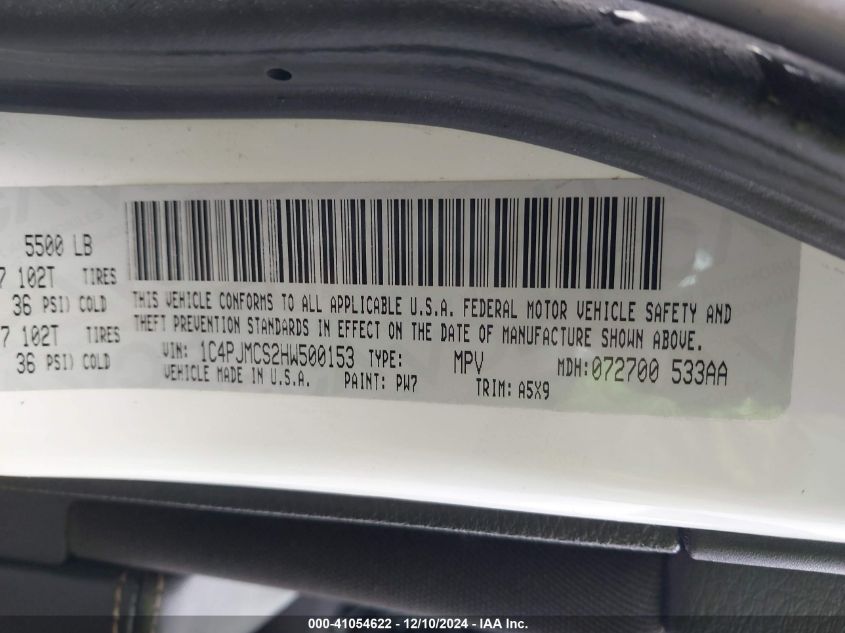 5500 LB
7 102T TIRES
36 PSI) COLD
7 102T TIRES
36 PSI) COLD
THIS VEHICLE CONFORMS TO ALL APPLICABLE U.S.A. FEDERAL MOTOR VEHICLE SAFETY AND
THEFT PREVENTION STANDARDS IN EFFECT ON THE DATE OF MANUFACTURE SHOWN ABOVE.
VIN: 1C4PJMCS2HW500153 TYPE: MPV MDH:072700 533AA
VEHICLE MADE IN U.S.A. PAINT: PW7 TRIM: A5X9
000-41054622 - 12/10/2024 - IAA Inc.